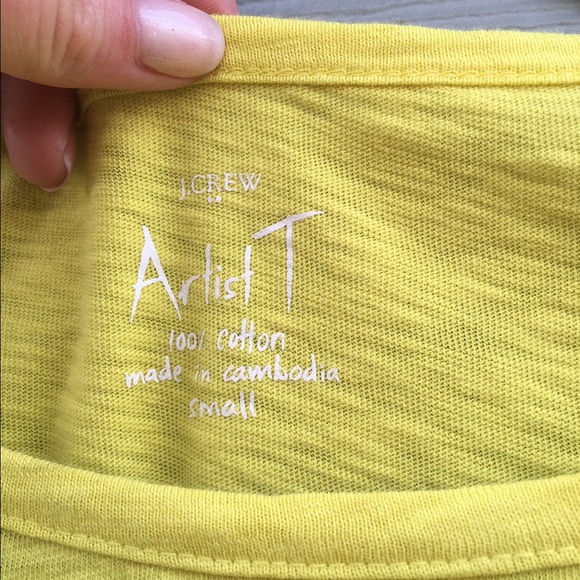 J.CREW
Artist T
100% cotton
made in cambodia
small